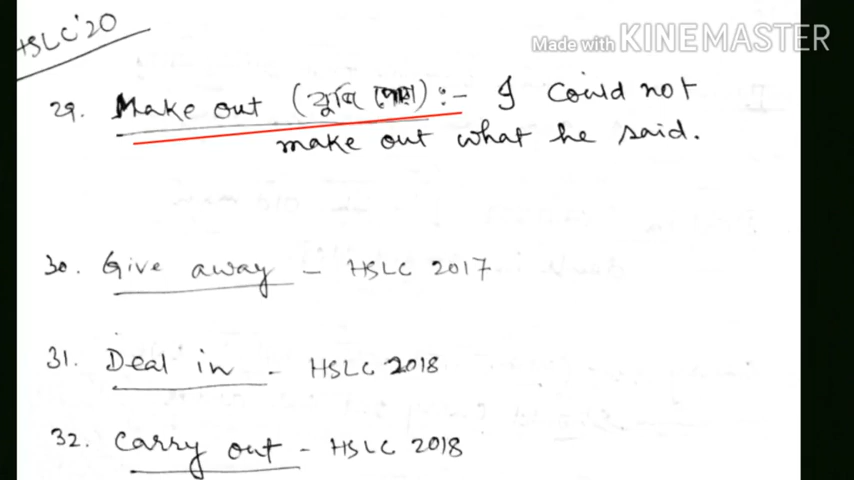 HSLC'20
Made with KINEMASTER
29. Make out (বুজি পোৱা) :- I could not
make out what he said.
30. Give away - HSLC 2017
31. Deal in - HSLC 2018
32. Carry out - HSLC 2018